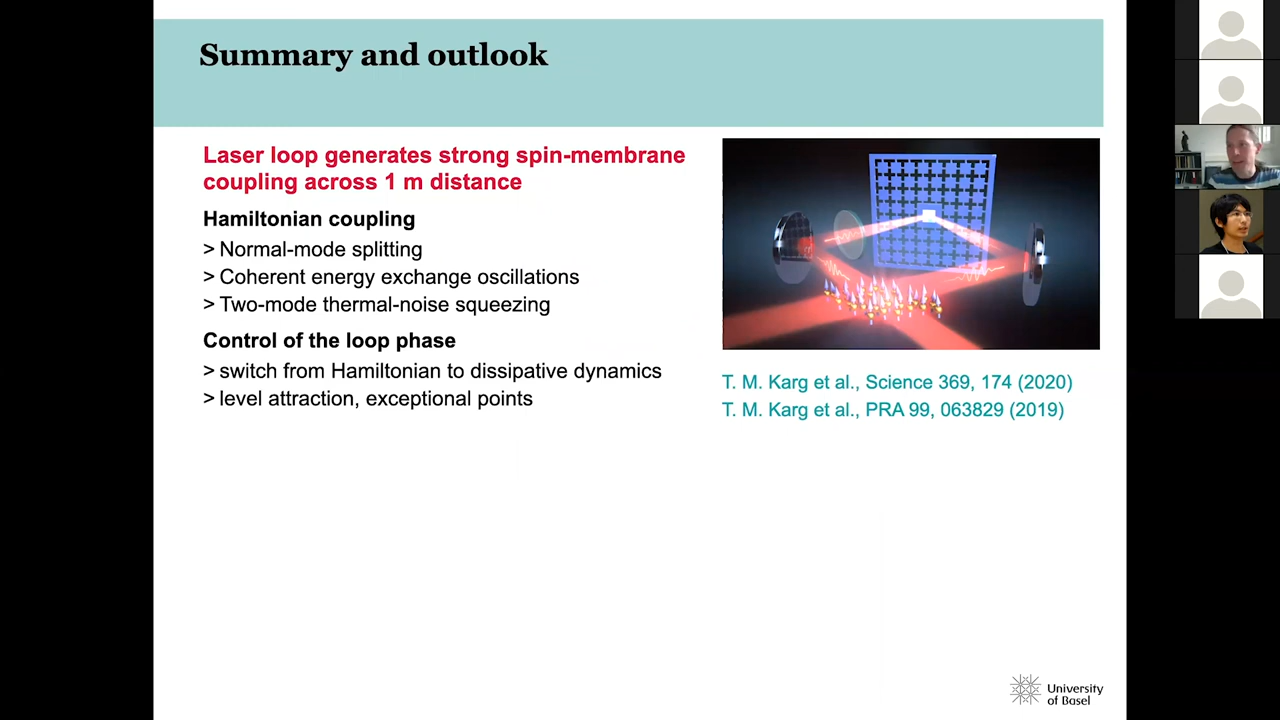 Summary and outlook
Laser loop generates strong spin-membrane
coupling across 1 m distance
Hamiltonian coupling
> Normal-mode splitting
> Coherent energy exchange oscillations
> Two-mode thermal-noise squeezing
Control of the loop phase
> switch from Hamiltonian to dissipative dynamics
> level attraction, exceptional points
T. M. Karg et al., Science 369, 174 (2020)
T. M. Karg et al., PRA 99, 063829 (2019)
University
of Basel